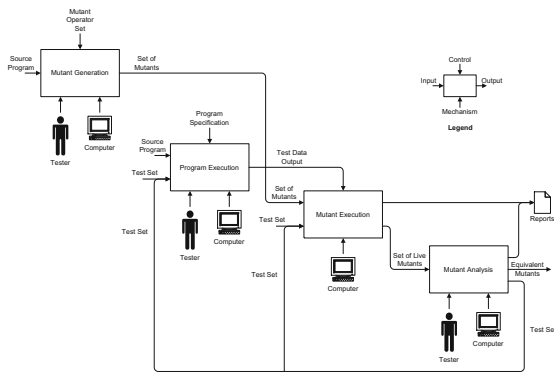 Mutant
Operator
Set
Source
Program
Mutant Generation
Set of
Mutants
Tester
Computer
Control
Input
Output
Mechanism
Legend
Program
Specification
Source
Program
Program Execution
Test Data
Output
Test Set
Set of
Mutants
Test Set
Mutant Execution
Reports
Test Set
Tester
Computer
Set of Live
Mutants
Mutant Analysis
Equivalent
Mutants
Test Set
Computer
Test Se
Tester
Computer